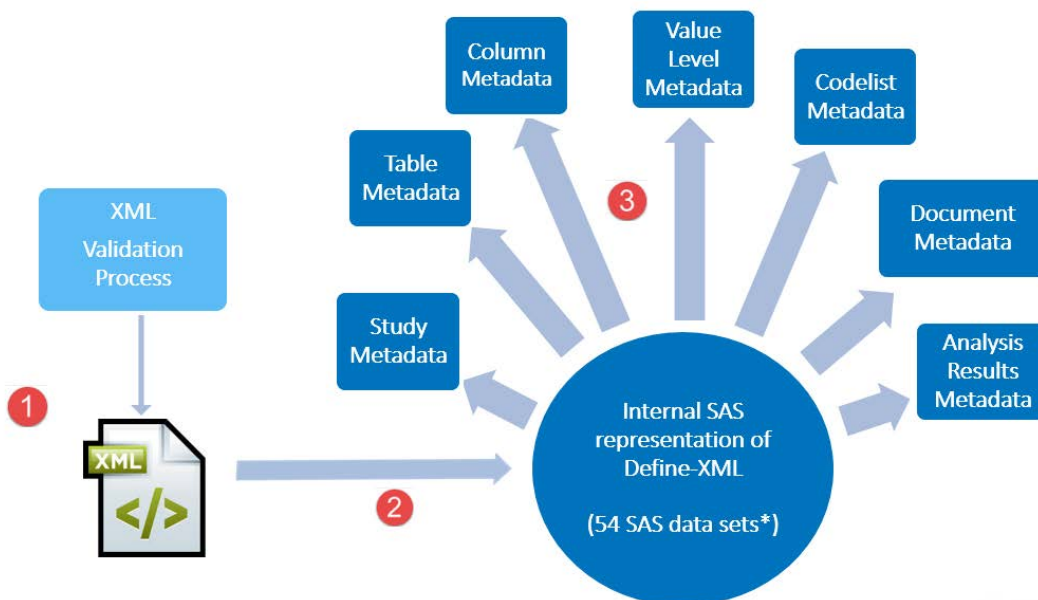 Column
Metadata
Value
Level
Metadata
Codelist
Metadata
Table
Metadata
3
XML
Validation
Process
Document
Metadata
Study
Metadata
Analysis
Results
Metadata
1
Internal SAS
representation of
Define-XML
(54 SAS data sets*)
XML
</>
2